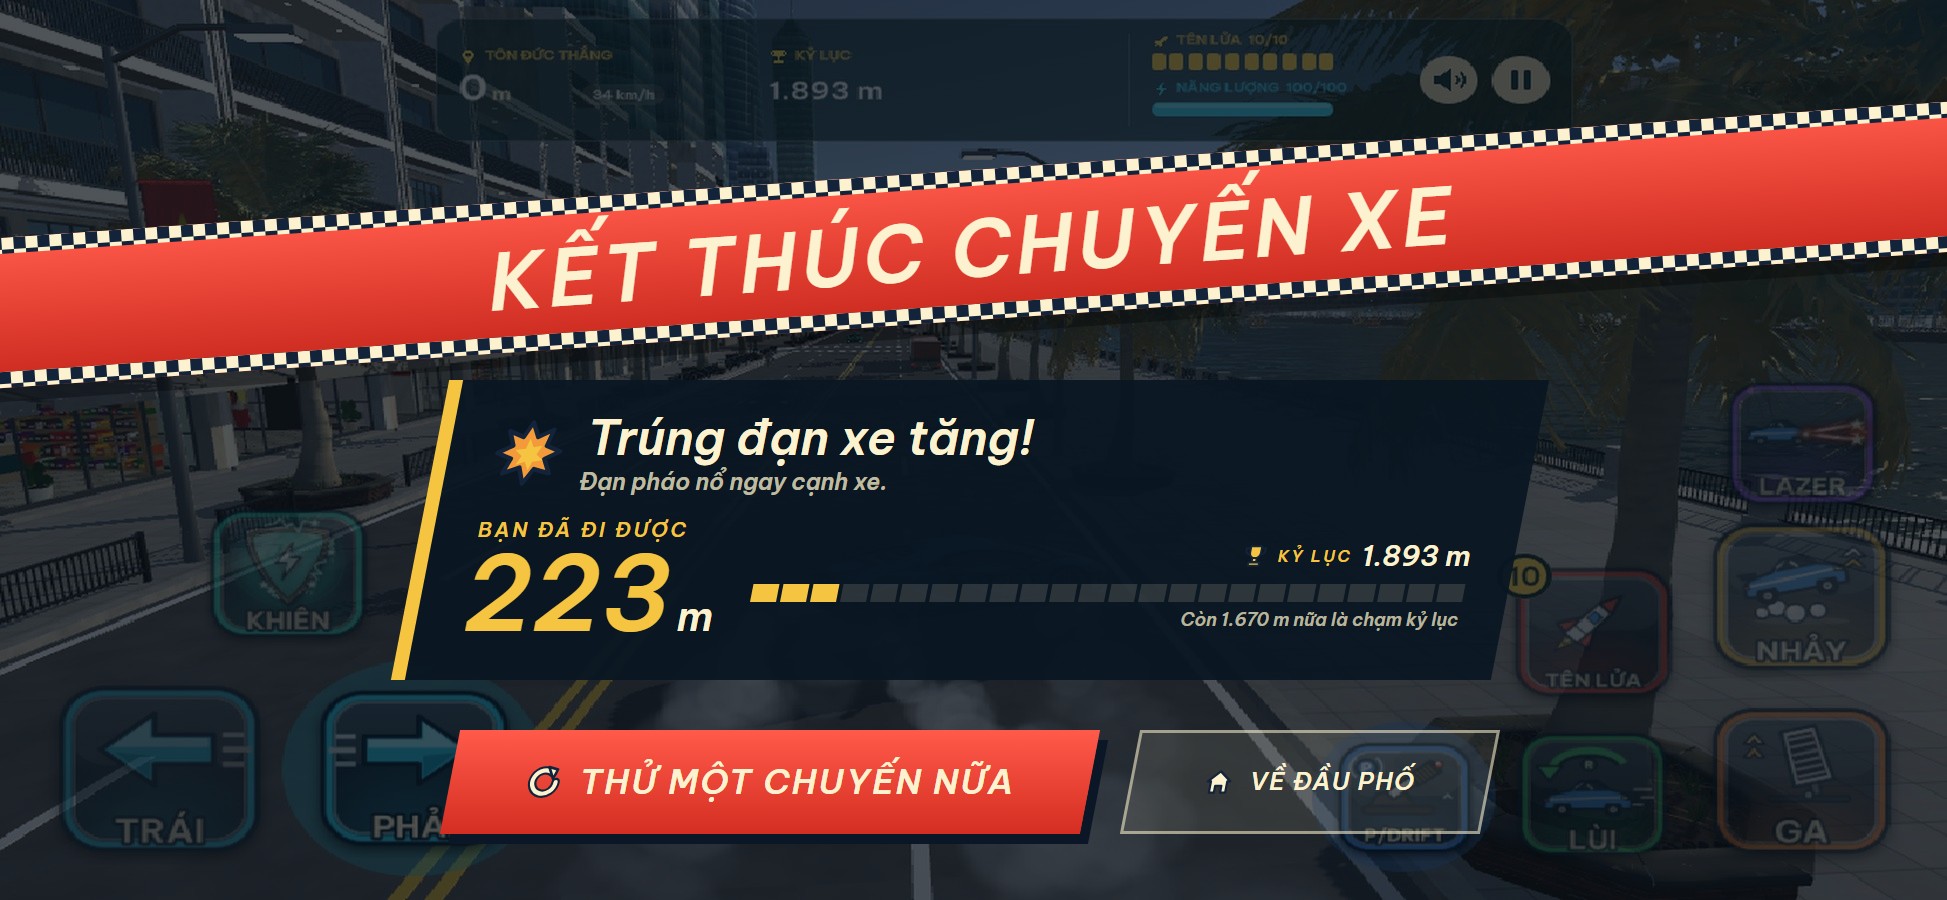 TÔN ĐỨC THẮNG
0 m
34 km/h
KỶ LỤC
1.893 m
TÊN LỬA 10/10
NĂNG LƯỢNG 100/100
KẾT THÚC CHUYẾN XE
Trúng đạn xe tăng!
Đạn pháo nổ ngay cạnh xe.
BẠN ĐÃ ĐI ĐƯỢC
223 m
KỶ LỤC 1.893 m
Còn 1.670 m nữa là chạm kỷ lục
LAZER
KHIÊN
10
TÊN LỬA
NHẢY
TRÁI
PHẢ
THỬ MỘT CHUYẾN NỮA
VỀ ĐẦU PHỐ
P/DRIFT
LÙI
R
GA